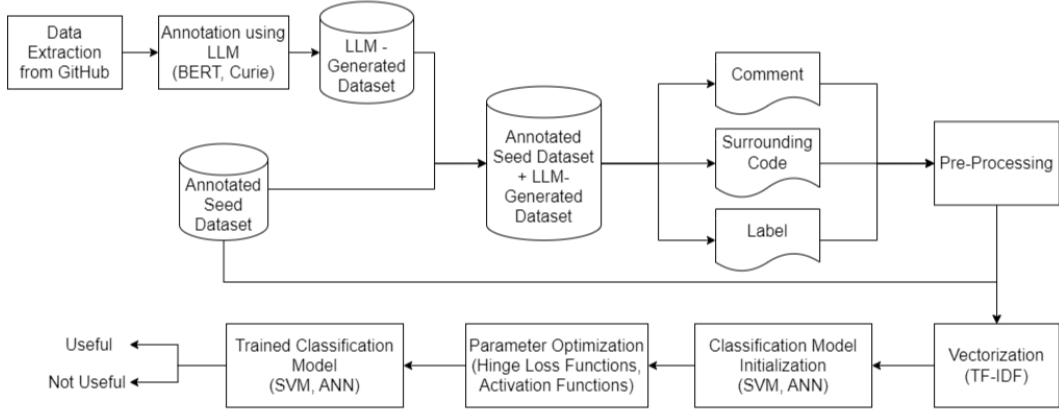 Data
Extraction
from GitHub
Annotation using
LLM
(BERT, Curie)
LLM -
Generated
Dataset
Annotated
Seed
Dataset
Annotated
Seed Dataset
+ LLM-
Generated
Dataset
Comment
Surrounding
Code
Label
Pre-Processing
Vectorization
(TF-IDF)
Classification Model
Initialization
(SVM, ANN)
Parameter Optimization
(Hinge Loss Functions,
Activation Functions)
Trained Classification
Model
(SVM, ANN)
Useful
Not Useful